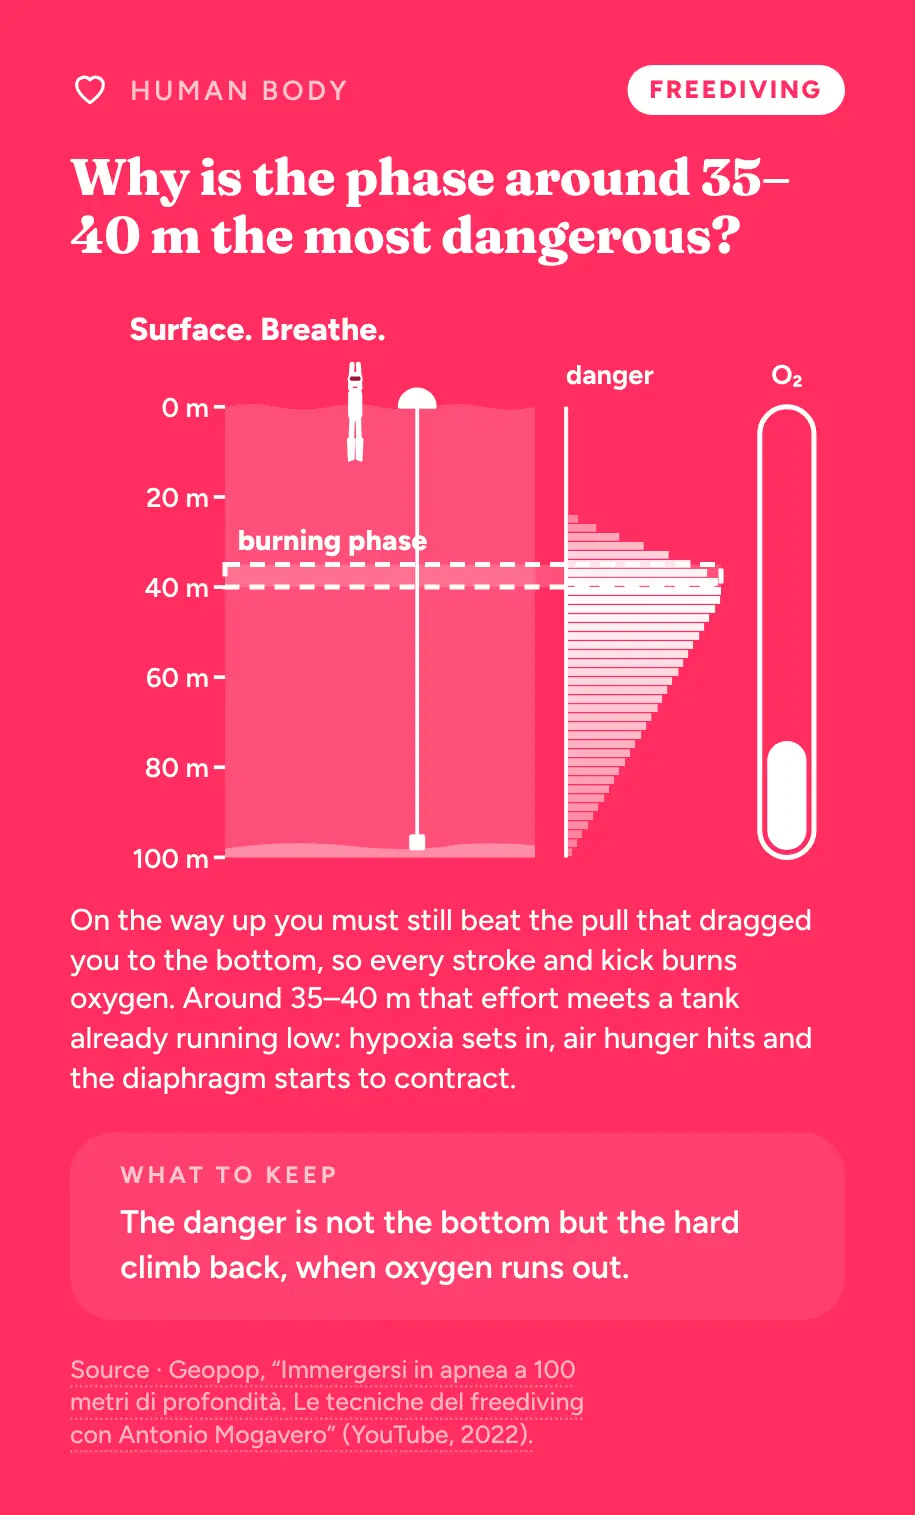 HUMAN BODY
FREEDIVING
Why is the phase around 35–
40 m the most dangerous?
Surface. Breathe.
danger
O₂
0 m
20 m
burning phase
40 m
60 m
80 m
100 m
On the way up you must still beat the pull that dragged
you to the bottom, so every stroke and kick burns
oxygen. Around 35–40 m that effort meets a tank
already running low: hypoxia sets in, air hunger hits and
the diaphragm starts to contract.
WHAT TO KEEP
The danger is not the bottom but the hard
climb back, when oxygen runs out.
Source · Geopop, “Immergersi in apnea a 100
metri di profondità. Le tecniche del freediving
con Antonio Mogavero” (YouTube, 2022).